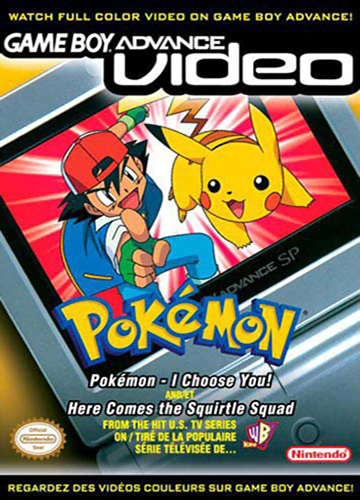 WATCH FULL COLOR VIDEO ON GAME BOY ADVANCE!
GAME BOY ADVANCE
Video
ADVANCE SP
POKéMON
Pokémon - I Choose You!
AND/ET
Here Comes the Squirtle Squad
FROM THE HIT U.S. TV SERIES
ON / TIRÉ DE LA POPULAIRE
SÉRIE TÉLÉVISÉE DE...
Kids WB
Official
Nintendo
Seal
Nintendo
REGARDEZ DES VIDÉOS COULEURS SUR GAME BOY ADVANCE!